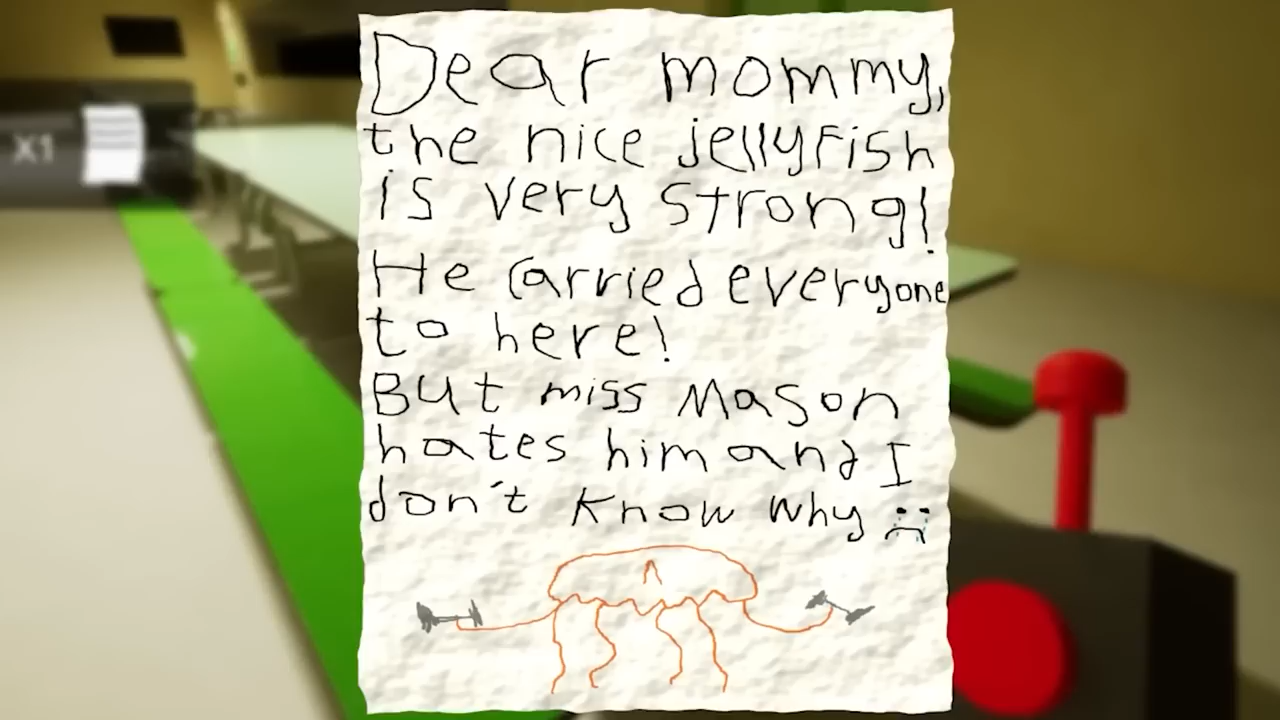 X1
Dear mommy,
the nice jellyfish
is very strong!
He carried everyone
to here!
But miss Mason
hates him and I
don't know why